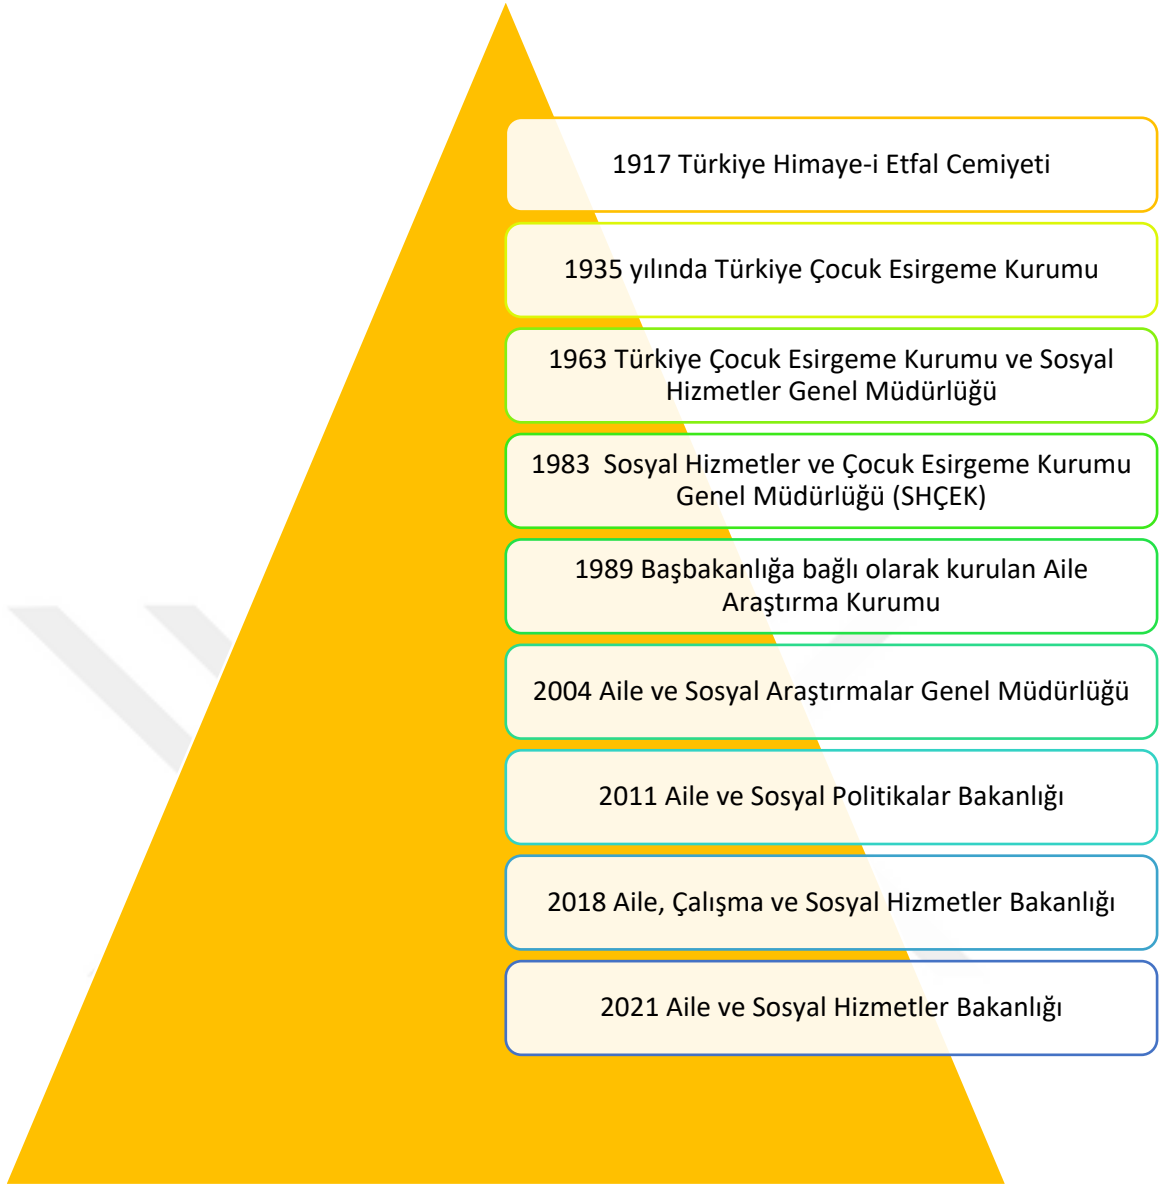 1917 Türkiye Himaye-i Etfal Cemiyeti
1935 yılında Türkiye Çocuk Esirgeme Kurumu
1963 Türkiye Çocuk Esirgeme Kurumu ve Sosyal
Hizmetler Genel Müdürlüğü
1983  Sosyal Hizmetler ve Çocuk Esirgeme Kurumu
Genel Müdürlüğü (SHÇEK)
1989 Başbakanlığa bağlı olarak kurulan Aile
Araştırma Kurumu
2004 Aile ve Sosyal Araştırmalar Genel Müdürlüğü
2011 Aile ve Sosyal Politikalar Bakanlığı
2018 Aile, Çalışma ve Sosyal Hizmetler Bakanlığı
2021 Aile ve Sosyal Hizmetler Bakanlığı